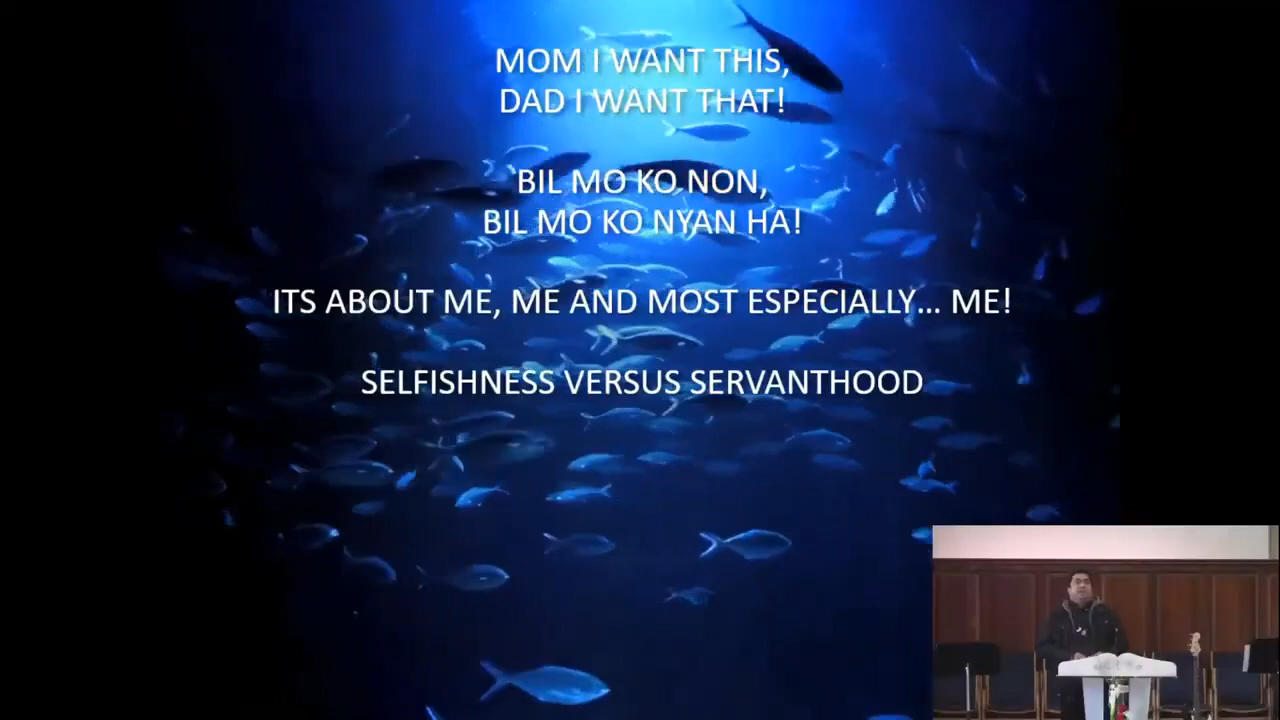 MOM I WANT THIS,
DAD I WANT THAT!
BIL MO KO NON,
BIL MO KO NYAN HA!
ITS ABOUT ME, ME AND MOST ESPECIALLY... ME!
SELFISHNESS VERSUS SERVANTHOOD